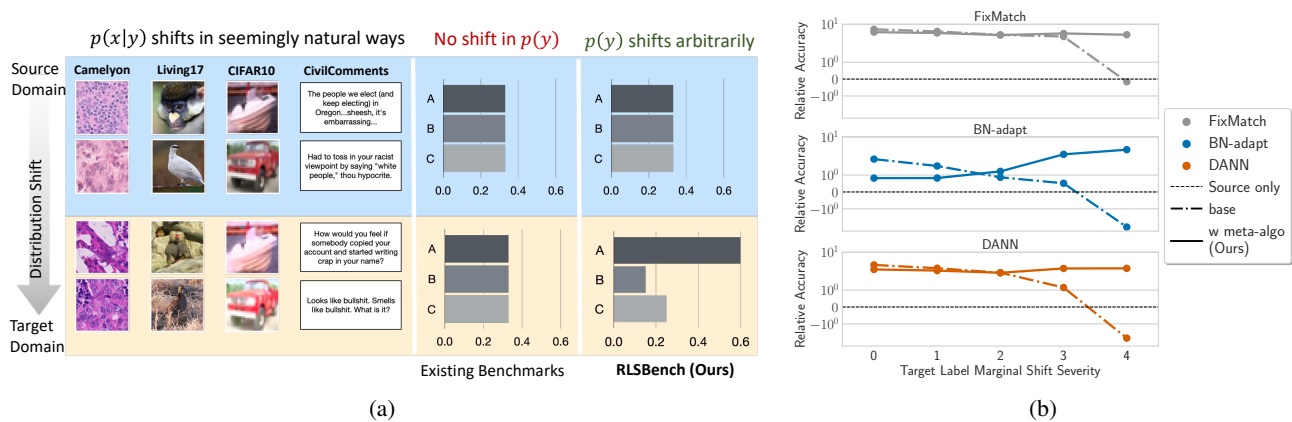 p(x|y) shifts in seemingly natural ways
No shift in p(y)
p(y) shifts arbitrarily
Source
Domain
Distribution Shift
Target
Domain
Camelyon
Living17
CIFAR10
CivilComments
The people we elect (and
keep electing) in
Oregon...sheesh, it's
embarrassing...
Had to toss in your racist
viewpoint by saying "white
people," thou hypocrite.
How would you feel if
somebody copied your
account and started writing
crap in your name?
Looks like bullshit. Smells
like bullshit. What is it?
A
B
C
0.0 0.2 0.4 0.6
A
B
C
0.0 0.2 0.4 0.6
A
B
C
0.0 0.2 0.4 0.6
A
B
C
0.0 0.2 0.4 0.6
Existing Benchmarks
RLSBench (Ours)
(a)
FixMatch
Relative Accuracy
10^1
10^0
0
−10^0
BN-adapt
Relative Accuracy
10^1
10^0
0
−10^0
DANN
Relative Accuracy
10^1
10^0
0
−10^0
0 1 2 3 4
Target Label Marginal Shift Severity
FixMatch
BN-adapt
DANN
Source only
base
w meta-algo
(Ours)
(b)